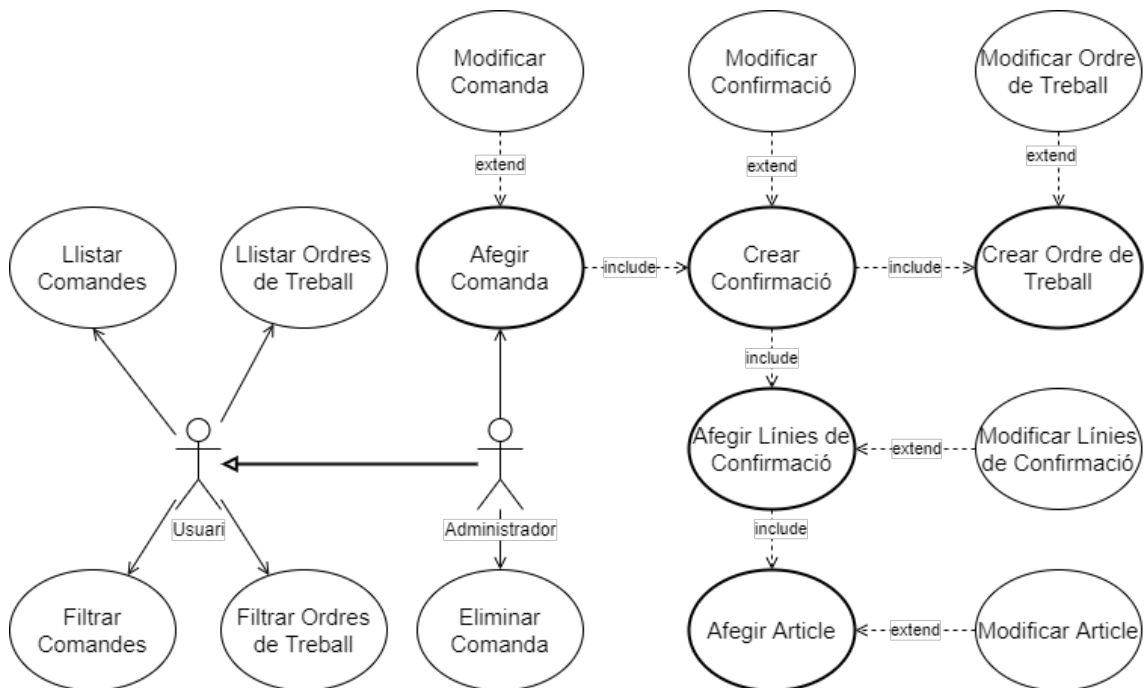 Modificar
Comanda
Modificar
Confirmació
Modificar Ordre
de Treball
extend
extend
extend
Llistar
Comandes
Llistar Ordres
de Treball
Afegir
Comanda
include
Crear
Confirmació
include
Crear Ordre de
Treball
include
Afegir Línies de
Confirmació
extend
Modificar Línies
de Confirmació
Usuari
Administrador
include
Filtrar
Comandes
Filtrar Ordres
de Treball
Eliminar
Comanda
Afegir Article
extend
Modificar Article